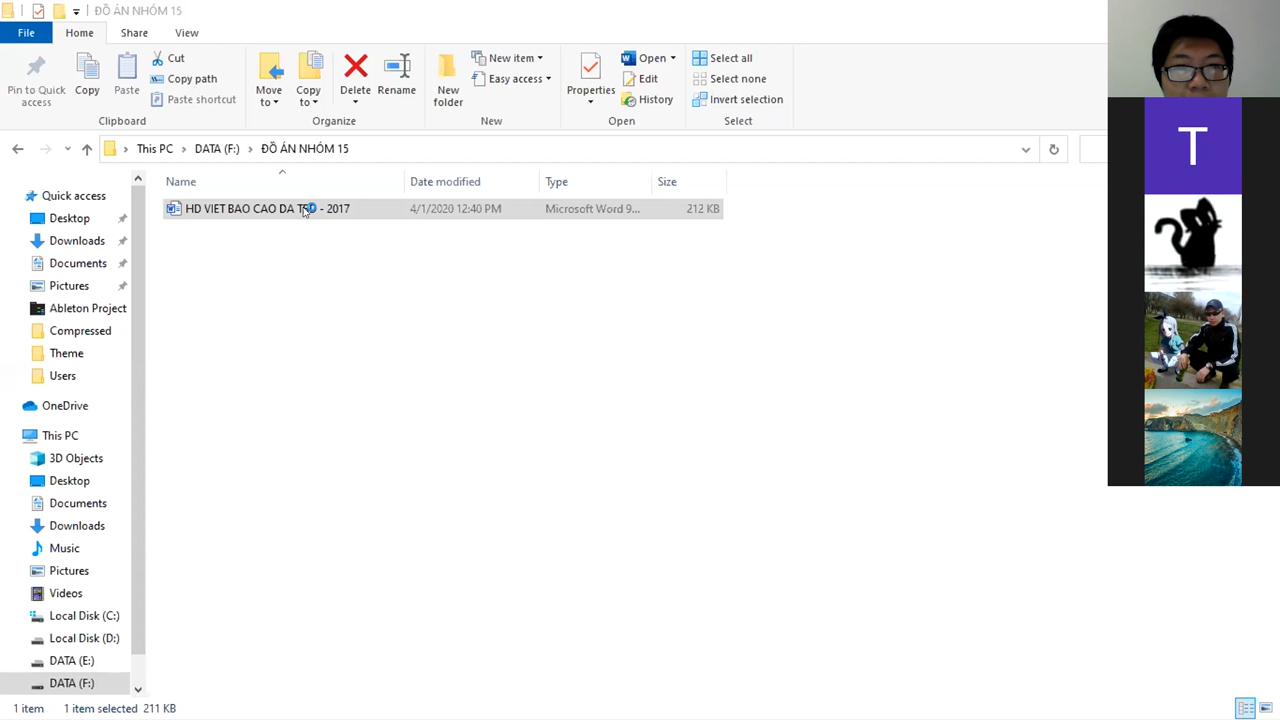 ĐỒ ÁN NHÓM 15
File Home Share View
Pin to Quick access
Copy
Paste
Cut
Copy path
Paste shortcut
Clipboard
Move to
Copy to
Delete
Rename
Organize
New folder
New item
Easy access
New
Properties
Open
Edit
History
Open
Select all
Select none
Invert selection
Select
This PC DATA (F:) ĐỒ ÁN NHÓM 15
Name Date modified Type Size
HD VIET BAO CAO DA - 2017 4/1/2020 12:40 PM Microsoft Word 9... 212 KB
Quick access
Desktop
Downloads
Documents
Pictures
Ableton Project
Compressed
Theme
Users
OneDrive
This PC
3D Objects
Desktop
Documents
Downloads
Music
Pictures
Videos
Local Disk (C:)
Local Disk (D:)
DATA (E:)
DATA (F:)
1 item 1 item selected 211 KB
T